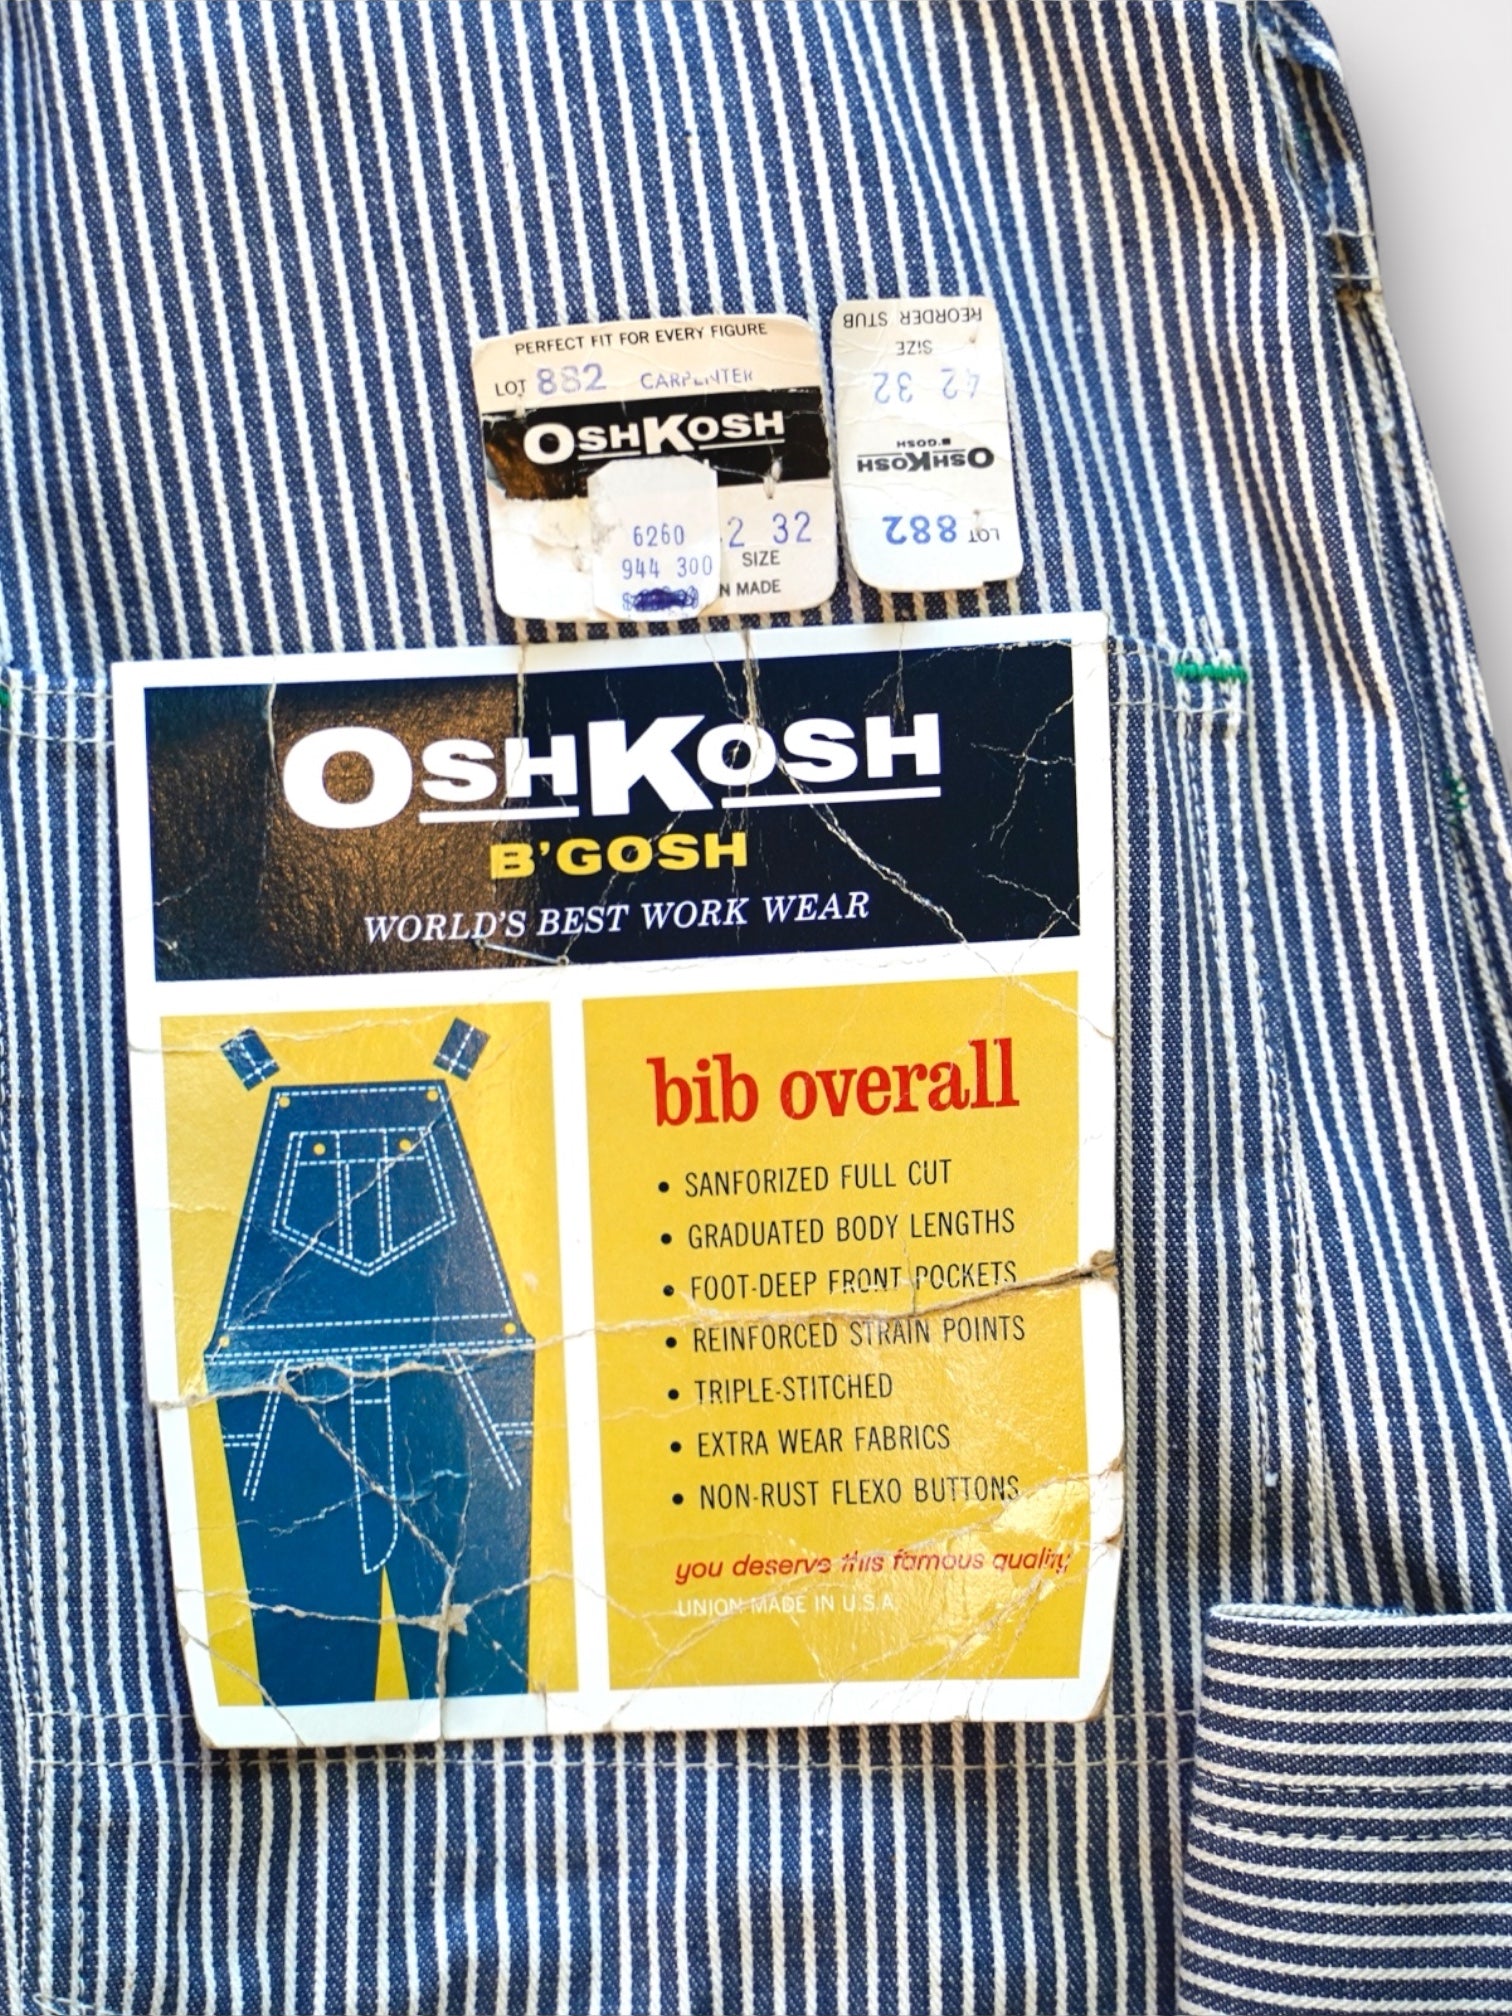 PERFECT FIT FOR EVERY FIGURE
LOT 882 CARPENTER
OSHKOSH
6260
944 300
2 32
SIZE
N MADE
REORDER STUB
SIZE
42 32
OSHKOSH
B'GOSH
LOT 882
OSHKOSH
B'GOSH
WORLD'S BEST WORK WEAR
bib overall
• SANFORIZED FULL CUT
• GRADUATED BODY LENGTHS
• FOOT-DEEP FRONT POCKETS
• REINFORCED STRAIN POINTS
• TRIPLE-STITCHED
• EXTRA WEAR FABRICS
• NON-RUST FLEXO BUTTONS
you deserve this famous quality
UNION MADE IN U.S.A.